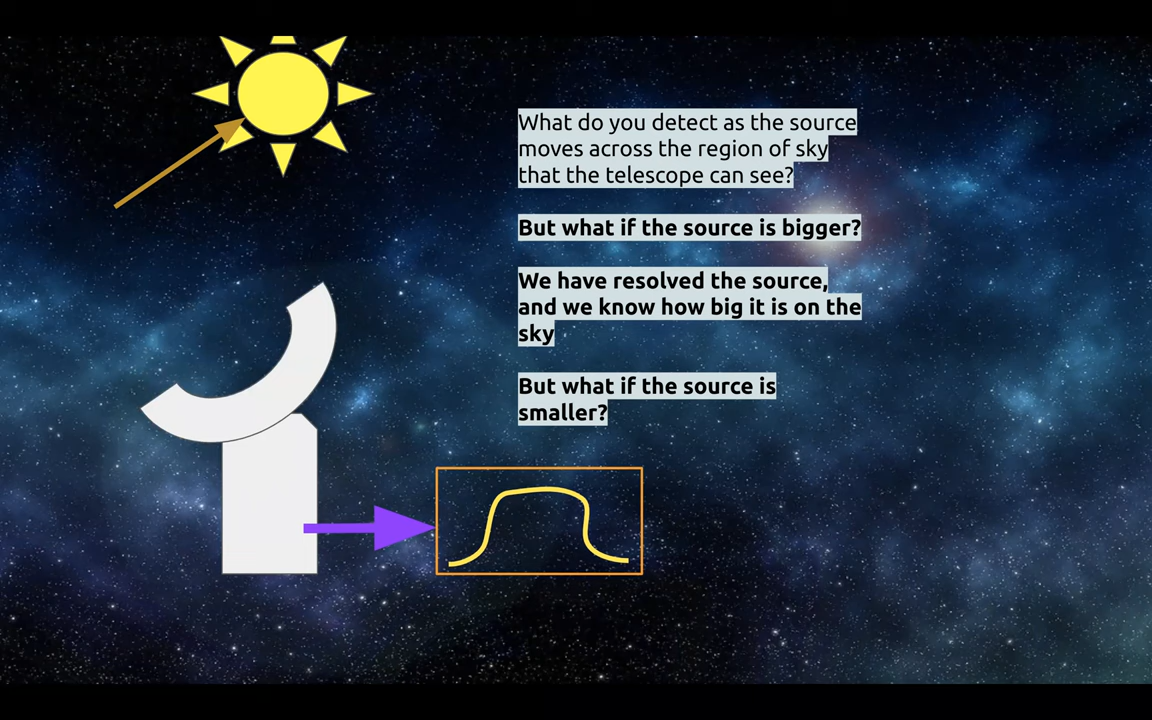 What do you detect as the source
moves across the region of sky
that the telescope can see?
But what if the source is bigger?
We have resolved the source,
and we know how big it is on the
sky
But what if the source is
smaller?